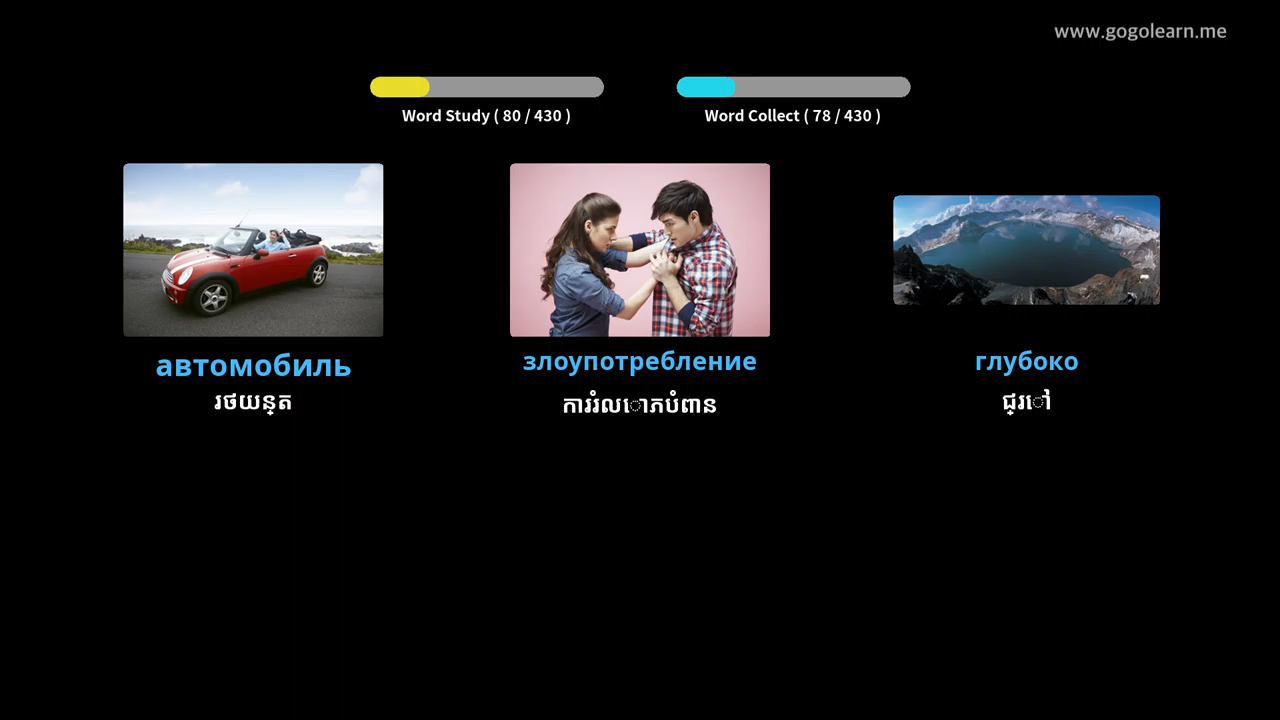 www.gogolearn.me
Word Study ( 80 / 430 )
Word Collect ( 78 / 430 )
автомобиль
злоупотребление
глубоко
រថយន្ត
ការរំលោភបំពាន
ជ្រៅ